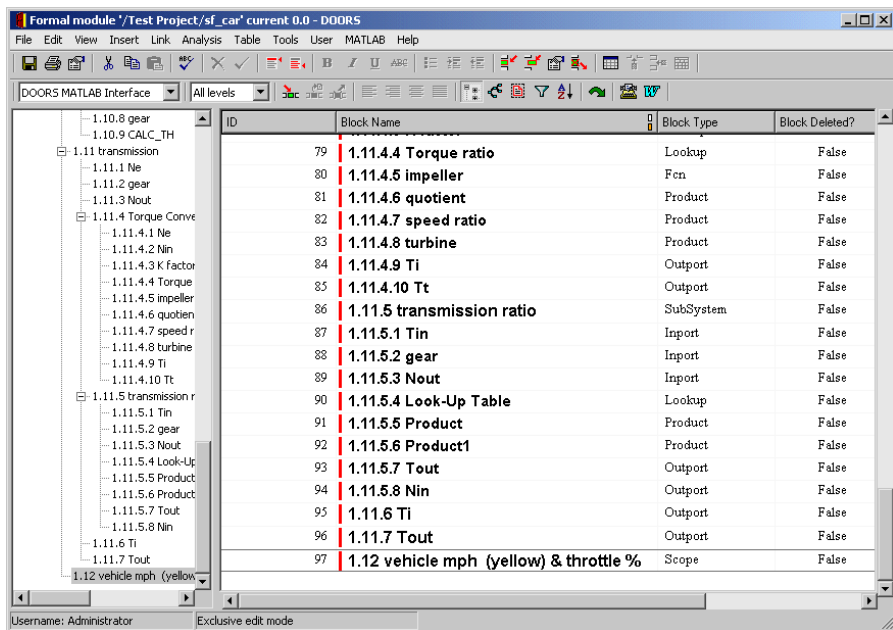 Formal module '/Test Project/sf_car' current 0.0 - DOORS
File Edit View Insert Link Analysis Table Tools User MATLAB Help
DOORS MATLAB Interface All levels
1.10.8 gear
1.10.9 CALC_TH
1.11 transmission
1.11.1 Ne
1.11.2 gear
1.11.3 Nout
1.11.4 Torque Conve
1.11.4.1 Ne
1.11.4.2 Nin
1.11.4.3 K factor
1.11.4.4 Torque
1.11.4.5 impeller
1.11.4.6 quotien
1.11.4.7 speed r
1.11.4.8 turbine
1.11.4.9 Ti
1.11.4.10 Tt
1.11.5 transmission r
1.11.5.1 Tin
1.11.5.2 gear
1.11.5.3 Nout
1.11.5.4 Look-Up
1.11.5.5 Product
1.11.5.6 Product
1.11.5.7 Tout
1.11.5.8 Nin
1.11.6 Ti
1.11.7 Tout
1.12 vehicle mph (yellow
ID Block Name Block Type Block Deleted?
79 1.11.4.4 Torque ratio Lookup False
80 1.11.4.5 impeller Fcn False
81 1.11.4.6 quotient Product False
82 1.11.4.7 speed ratio Product False
83 1.11.4.8 turbine Product False
84 1.11.4.9 Ti Outport False
85 1.11.4.10 Tt Outport False
86 1.11.5 transmission ratio SubSystem False
87 1.11.5.1 Tin Inport False
88 1.11.5.2 gear Inport False
89 1.11.5.3 Nout Inport False
90 1.11.5.4 Look-Up Table Lookup False
91 1.11.5.5 Product Product False
92 1.11.5.6 Product1 Product False
93 1.11.5.7 Tout Outport False
94 1.11.5.8 Nin Outport False
95 1.11.6 Ti Outport False
96 1.11.7 Tout Outport False
97 1.12 vehicle mph (yellow) & throttle % Scope False
Username: Administrator Exclusive edit mode